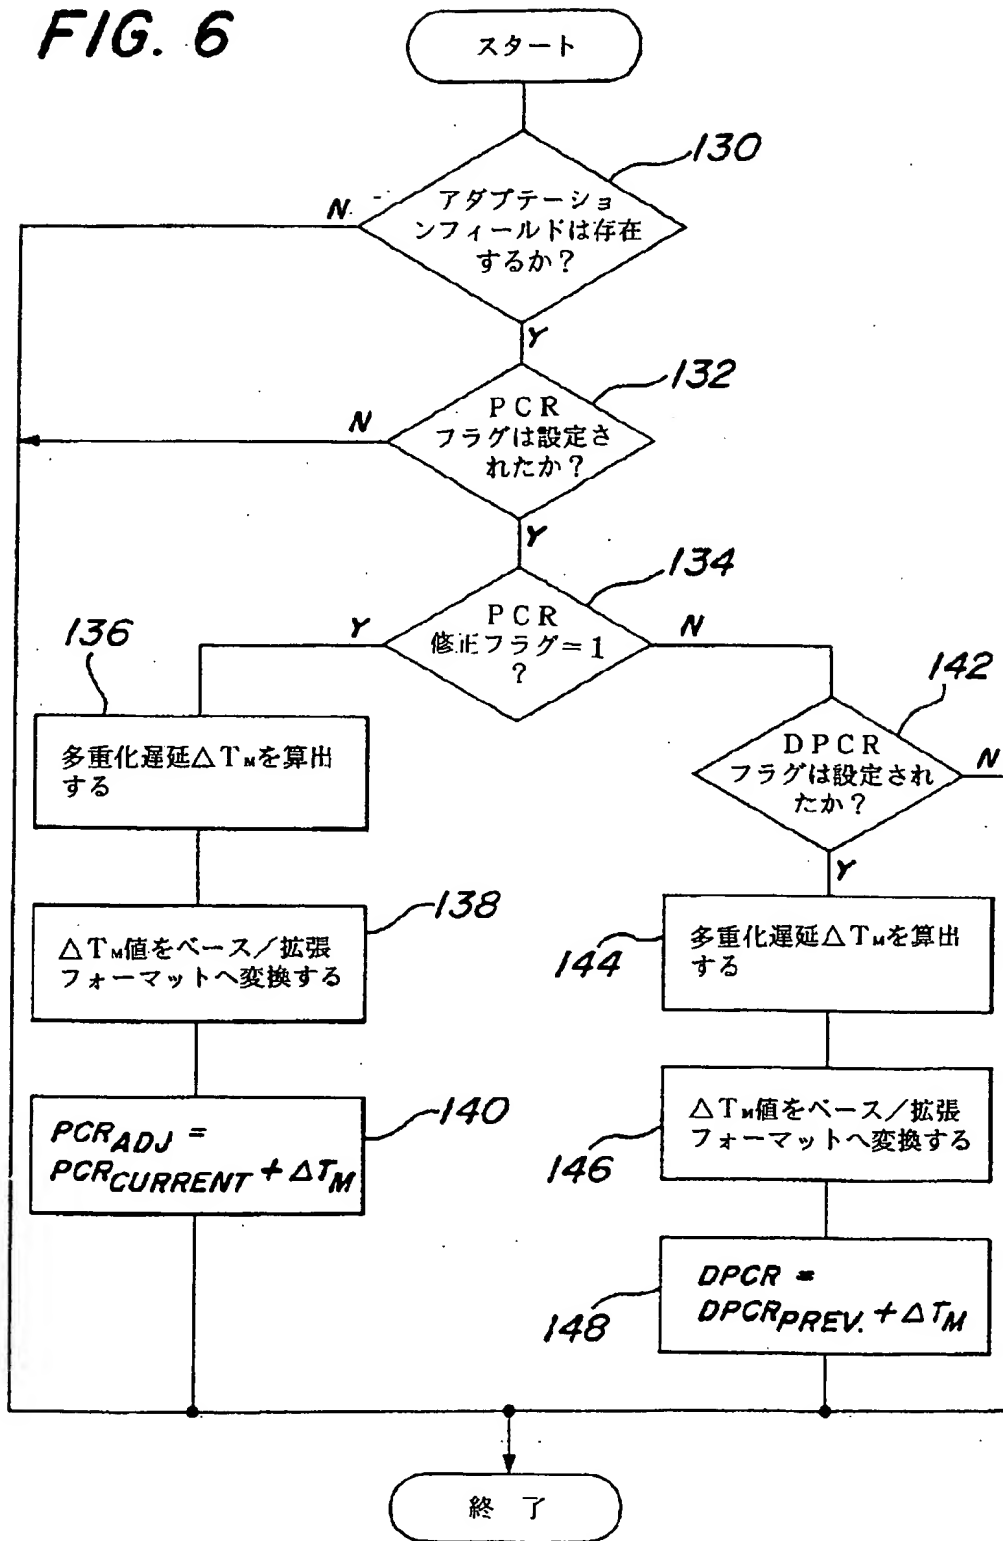 FIG. 6
スタート
130
アダプテーショ
ンフィールドは存在
するか？
N
Y
132
PCR
フラグは設定さ
れたか？
N
Y
134
PCR
修正フラグ＝1
？
Y
N
136
多重化遅延△TMを算出
する
142
DPCR
フラグは設定され
たか？
N
Y
138
△TM値をベース／拡張
フォーマットへ変換する
144
多重化遅延△TMを算出
する
140
PCRADJ =
PCRCURRENT + ΔTM
146
△TM値をベース／拡張
フォーマットへ変換する
148
DPCR =
DPCRPREV. + ΔTM
終 了